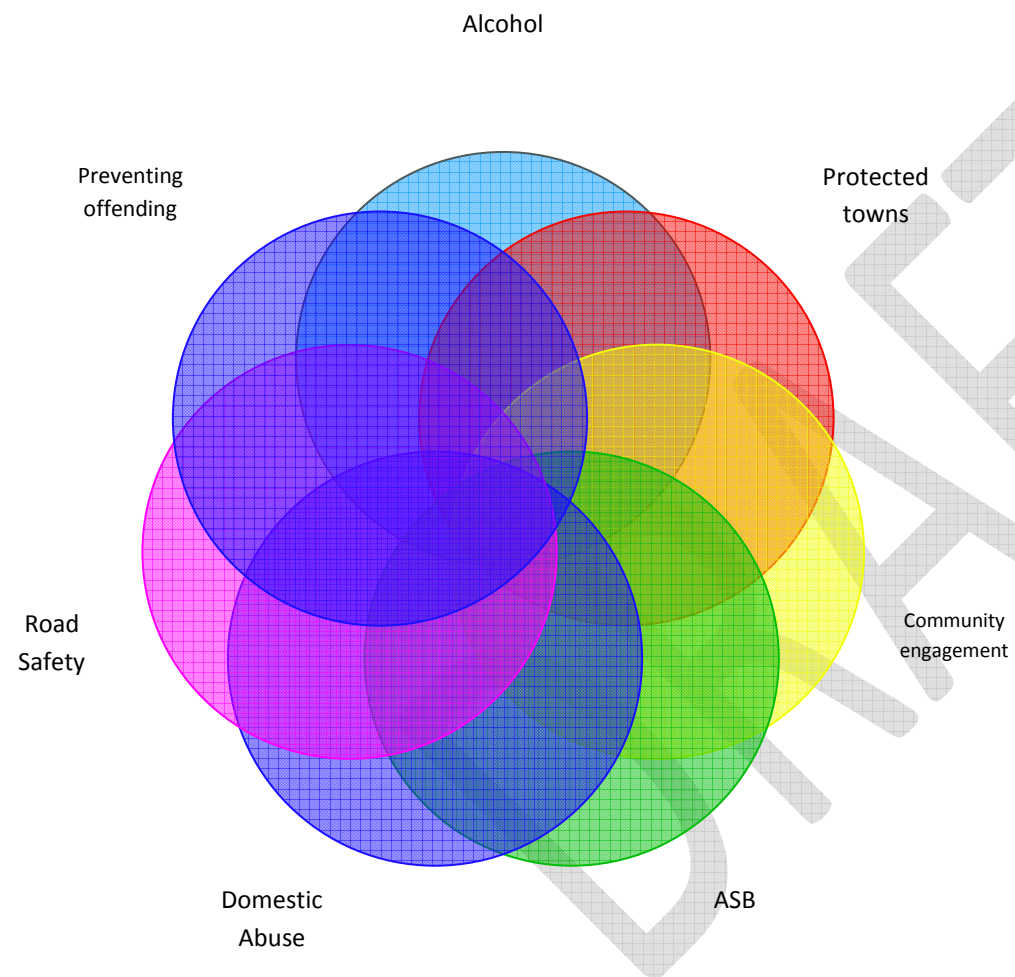 Alcohol
Preventing
offending
Protected
towns
Road
Safety
Community
engagement
Domestic
Abuse
ASB